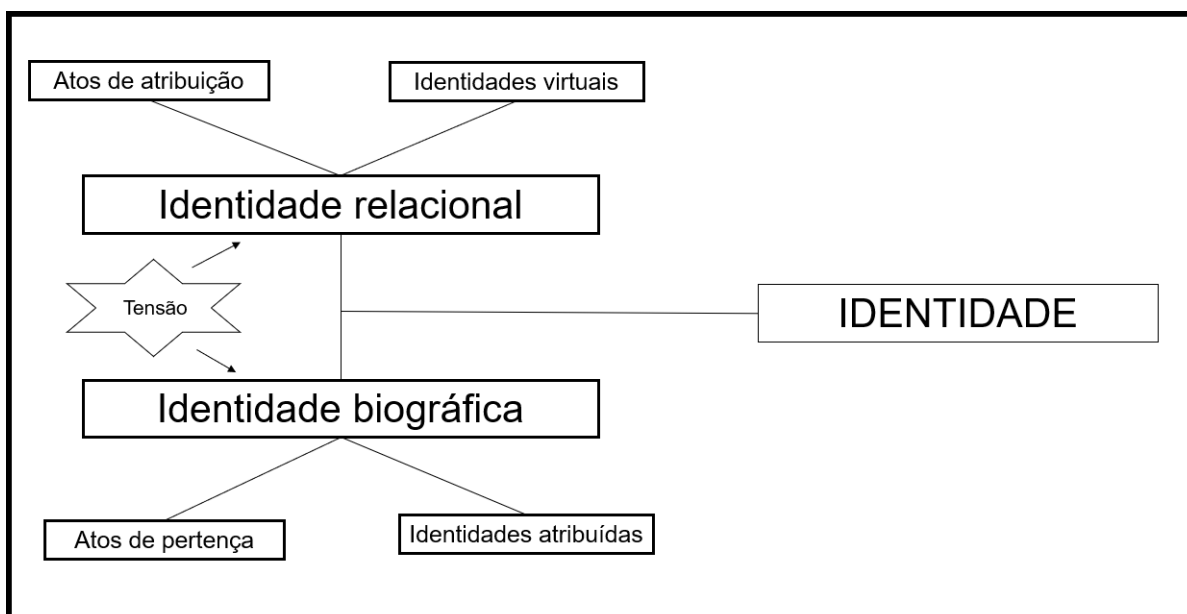 Atos de atribuição
Identidades virtuais
Identidade relacional
Tensão
IDENTIDADE
Identidade biográfica
Atos de pertença
Identidades atribuídas